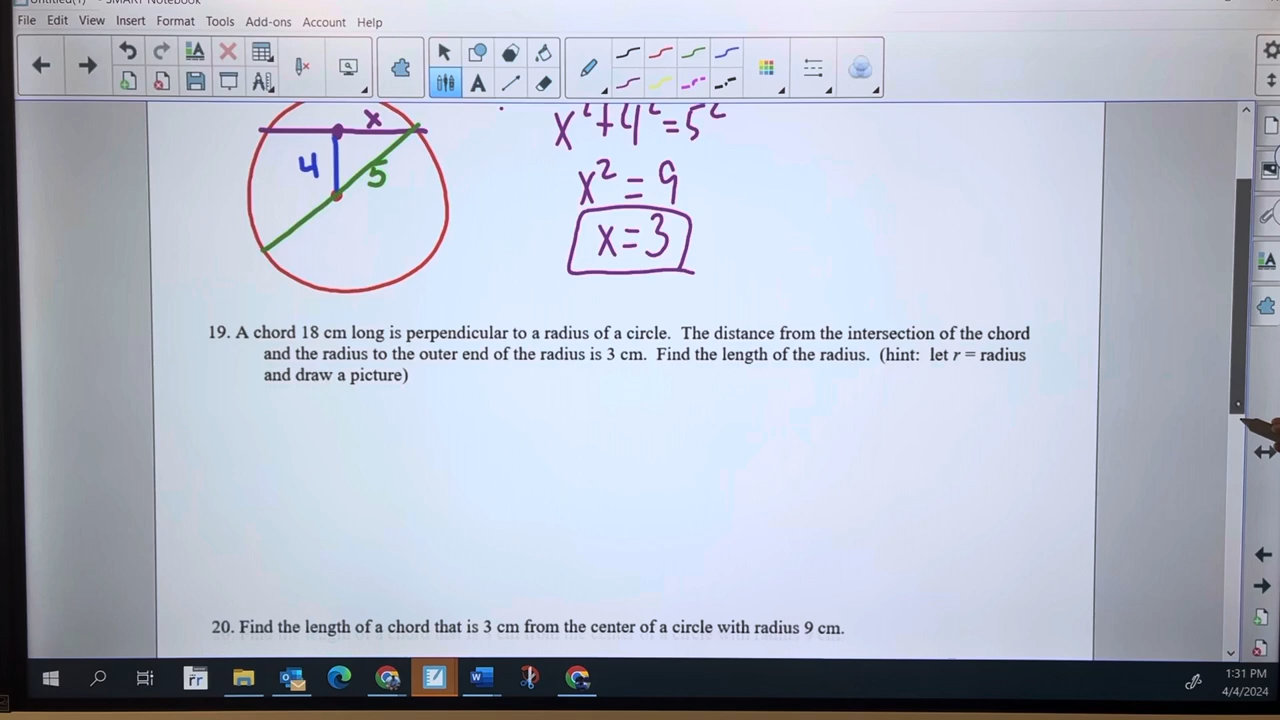 SMART Notebook
File Edit View Insert Format Tools Add-ons Account Help
x
4
5
x²+4²=5²
x²=9
x=3
19. A chord 18 cm long is perpendicular to a radius of a circle. The distance from the intersection of the chord
and the radius to the outer end of the radius is 3 cm. Find the length of the radius. (hint: let r = radius
and draw a picture)
20. Find the length of a chord that is 3 cm from the center of a circle with radius 9 cm.
rr
1:31 PM
4/4/2024